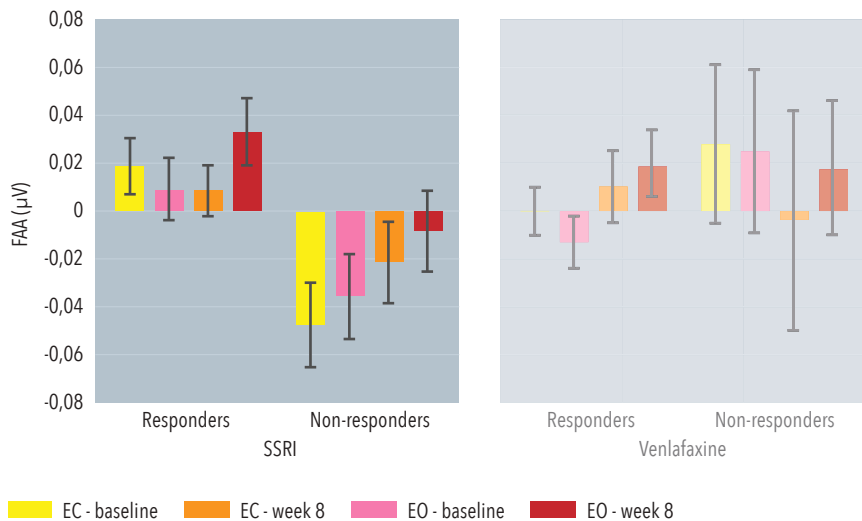 0,08
0,06
0,04
0,02
0
-0,02
-0,04
-0,06
-0,08
FAA (µV)
Responders Non-responders
SSRI
Responders Non-responders
Venlafaxine
EC - baseline EC - week 8 EO - baseline EO - week 8